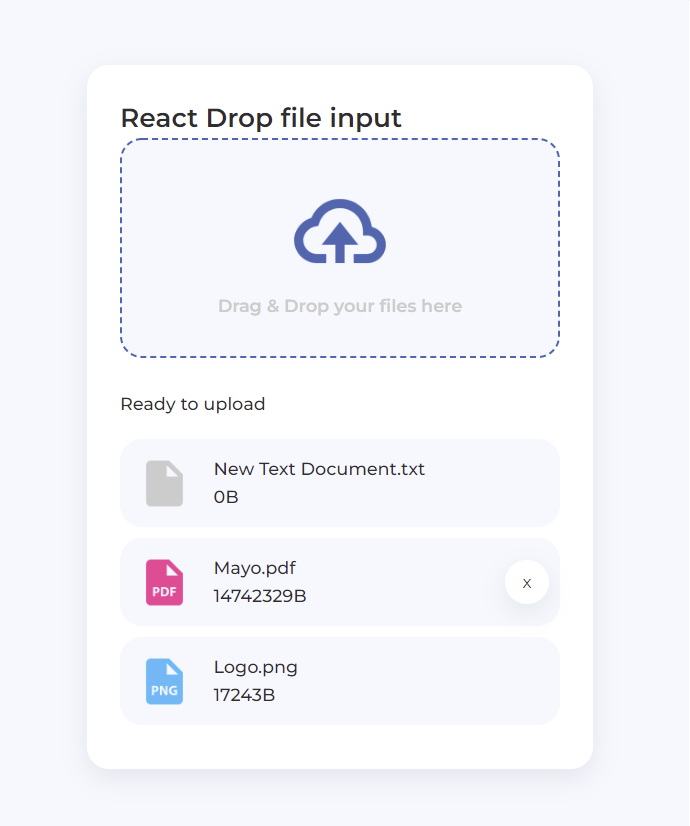 React Drop file input
Drag & Drop your files here
Ready to upload
New Text Document.txt
0B
PDF
Mayo.pdf
14742329B
x
PNG
Logo.png
17243B